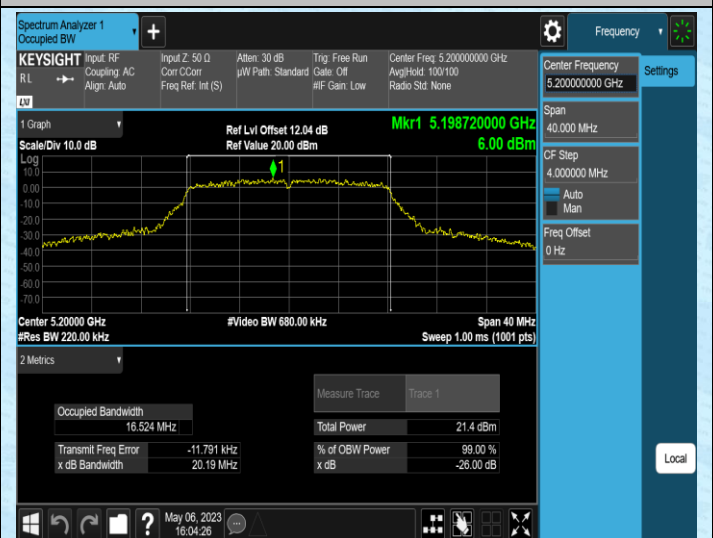 Spectrum Analyzer 1
Occupied BW
+
Frequency
KEYSIGHT
RL
LXI
Input: RF
Coupling: AC
Align: Auto
Input Z: 50 Ω
Corr CCorr
Freq Ref: Int (S)
Atten: 30 dB
µW Path: Standard
Trig: Free Run
Gate: Off
#IF Gain: Low
Center Freq: 5.200000000 GHz
Avg|Hold: 100/100
Radio Std: None
Center Frequency
5.200000000 GHz
Settings
Span
40.000 MHz
CF Step
4.000000 MHz
Auto
Man
Freq Offset
0 Hz
1 Graph
Scale/Div 10.0 dB
Ref Lvl Offset 12.04 dB
Ref Value 20.00 dBm
Mkr1 5.198720000 GHz
6.00 dBm
Log
1
10.0
0.00
-10.0
-20.0
-30.0
-40.0
-50.0
-60.0
-70.0
Center 5.20000 GHz
#Res BW 220.00 kHz
#Video BW 680.00 kHz
Span 40 MHz
Sweep 1.00 ms (1001 pts)
2 Metrics
Measure Trace
Trace 1
Occupied Bandwidth
16.524 MHz
Total Power
21.4 dBm
Transmit Freq Error
-11.791 kHz
% of OBW Power
99.00 %
x dB Bandwidth
20.19 MHz
x dB
-26.00 dB
Local
?
May 06, 2023
16:04:26